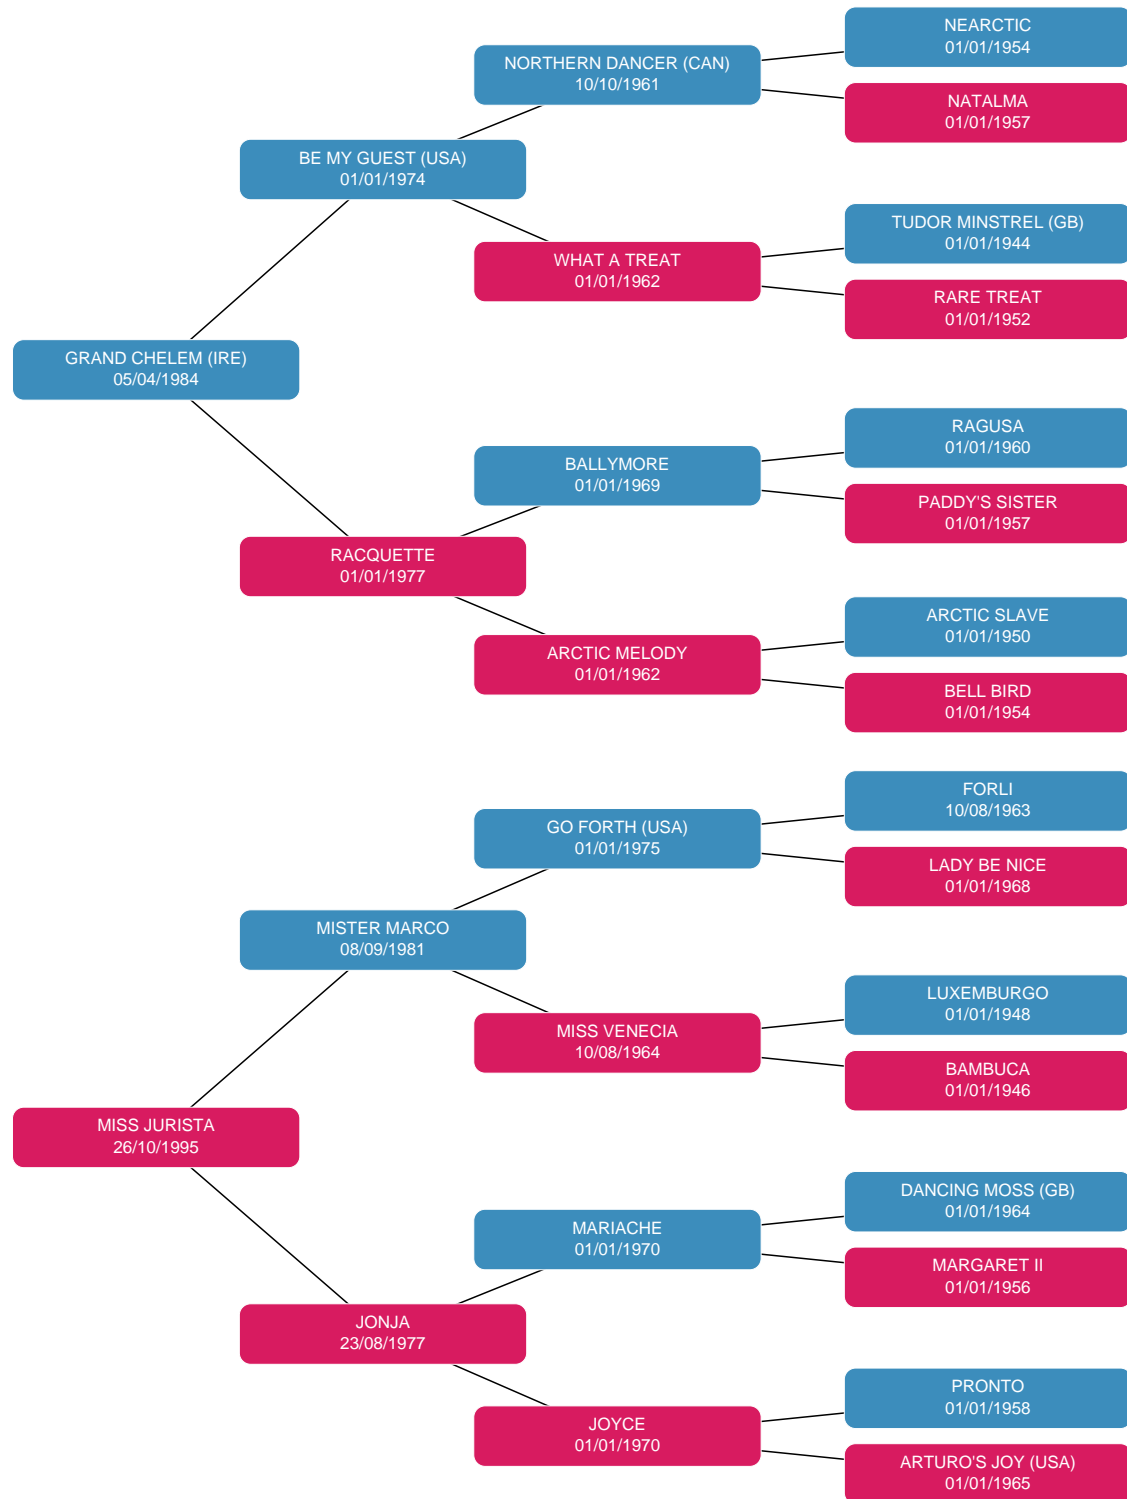 NEARCTIC
01/01/1954
NORTHERN DANCER (CAN)
10/10/1961
NATALMA
01/01/1957
BE MY GUEST (USA)
01/01/1974
TUDOR MINSTREL (GB)
01/01/1944
WHAT A TREAT
01/01/1962
RARE TREAT
01/01/1952
GRAND CHELEM (IRE)
05/04/1984
RAGUSA
01/01/1960
BALLYMORE
01/01/1969
PADDY'S SISTER
01/01/1957
RACQUETTE
01/01/1977
ARCTIC SLAVE
01/01/1950
ARCTIC MELODY
01/01/1962
BELL BIRD
01/01/1954
FORLI
10/08/1963
GO FORTH (USA)
01/01/1975
LADY BE NICE
01/01/1968
MISTER MARCO
08/09/1981
LUXEMBURGO
01/01/1948
MISS VENECIA
10/08/1964
BAMBUCA
01/01/1946
MISS JURISTA
26/10/1995
DANCING MOSS (GB)
01/01/1964
MARIACHE
01/01/1970
MARGARET II
01/01/1956
JONJA
23/08/1977
PRONTO
01/01/1958
JOYCE
01/01/1970
ARTURO'S JOY (USA)
01/01/1965